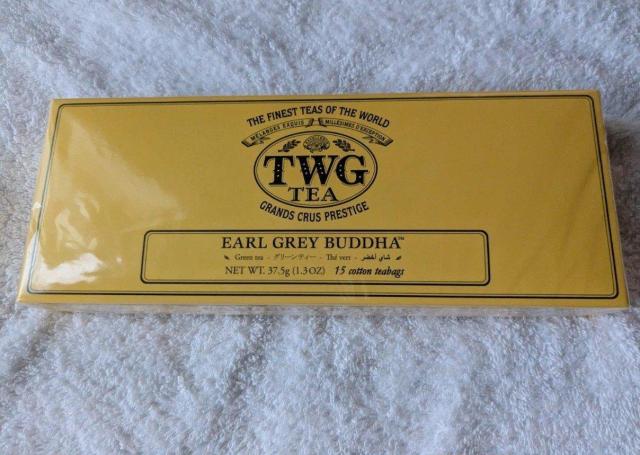 THE FINEST TEAS OF THE WORLD
MÉLANGES EXQUIS MILLÉSIMES D'EXCEPTION
TWG
TEA
GRANDS CRUS PRESTIGE
EARL GREY BUDDHA™
Green tea - グリーンティー - Thé vert - شاي أخضر
NET WT. 37.5g (1.3 OZ) 15 cotton teabags